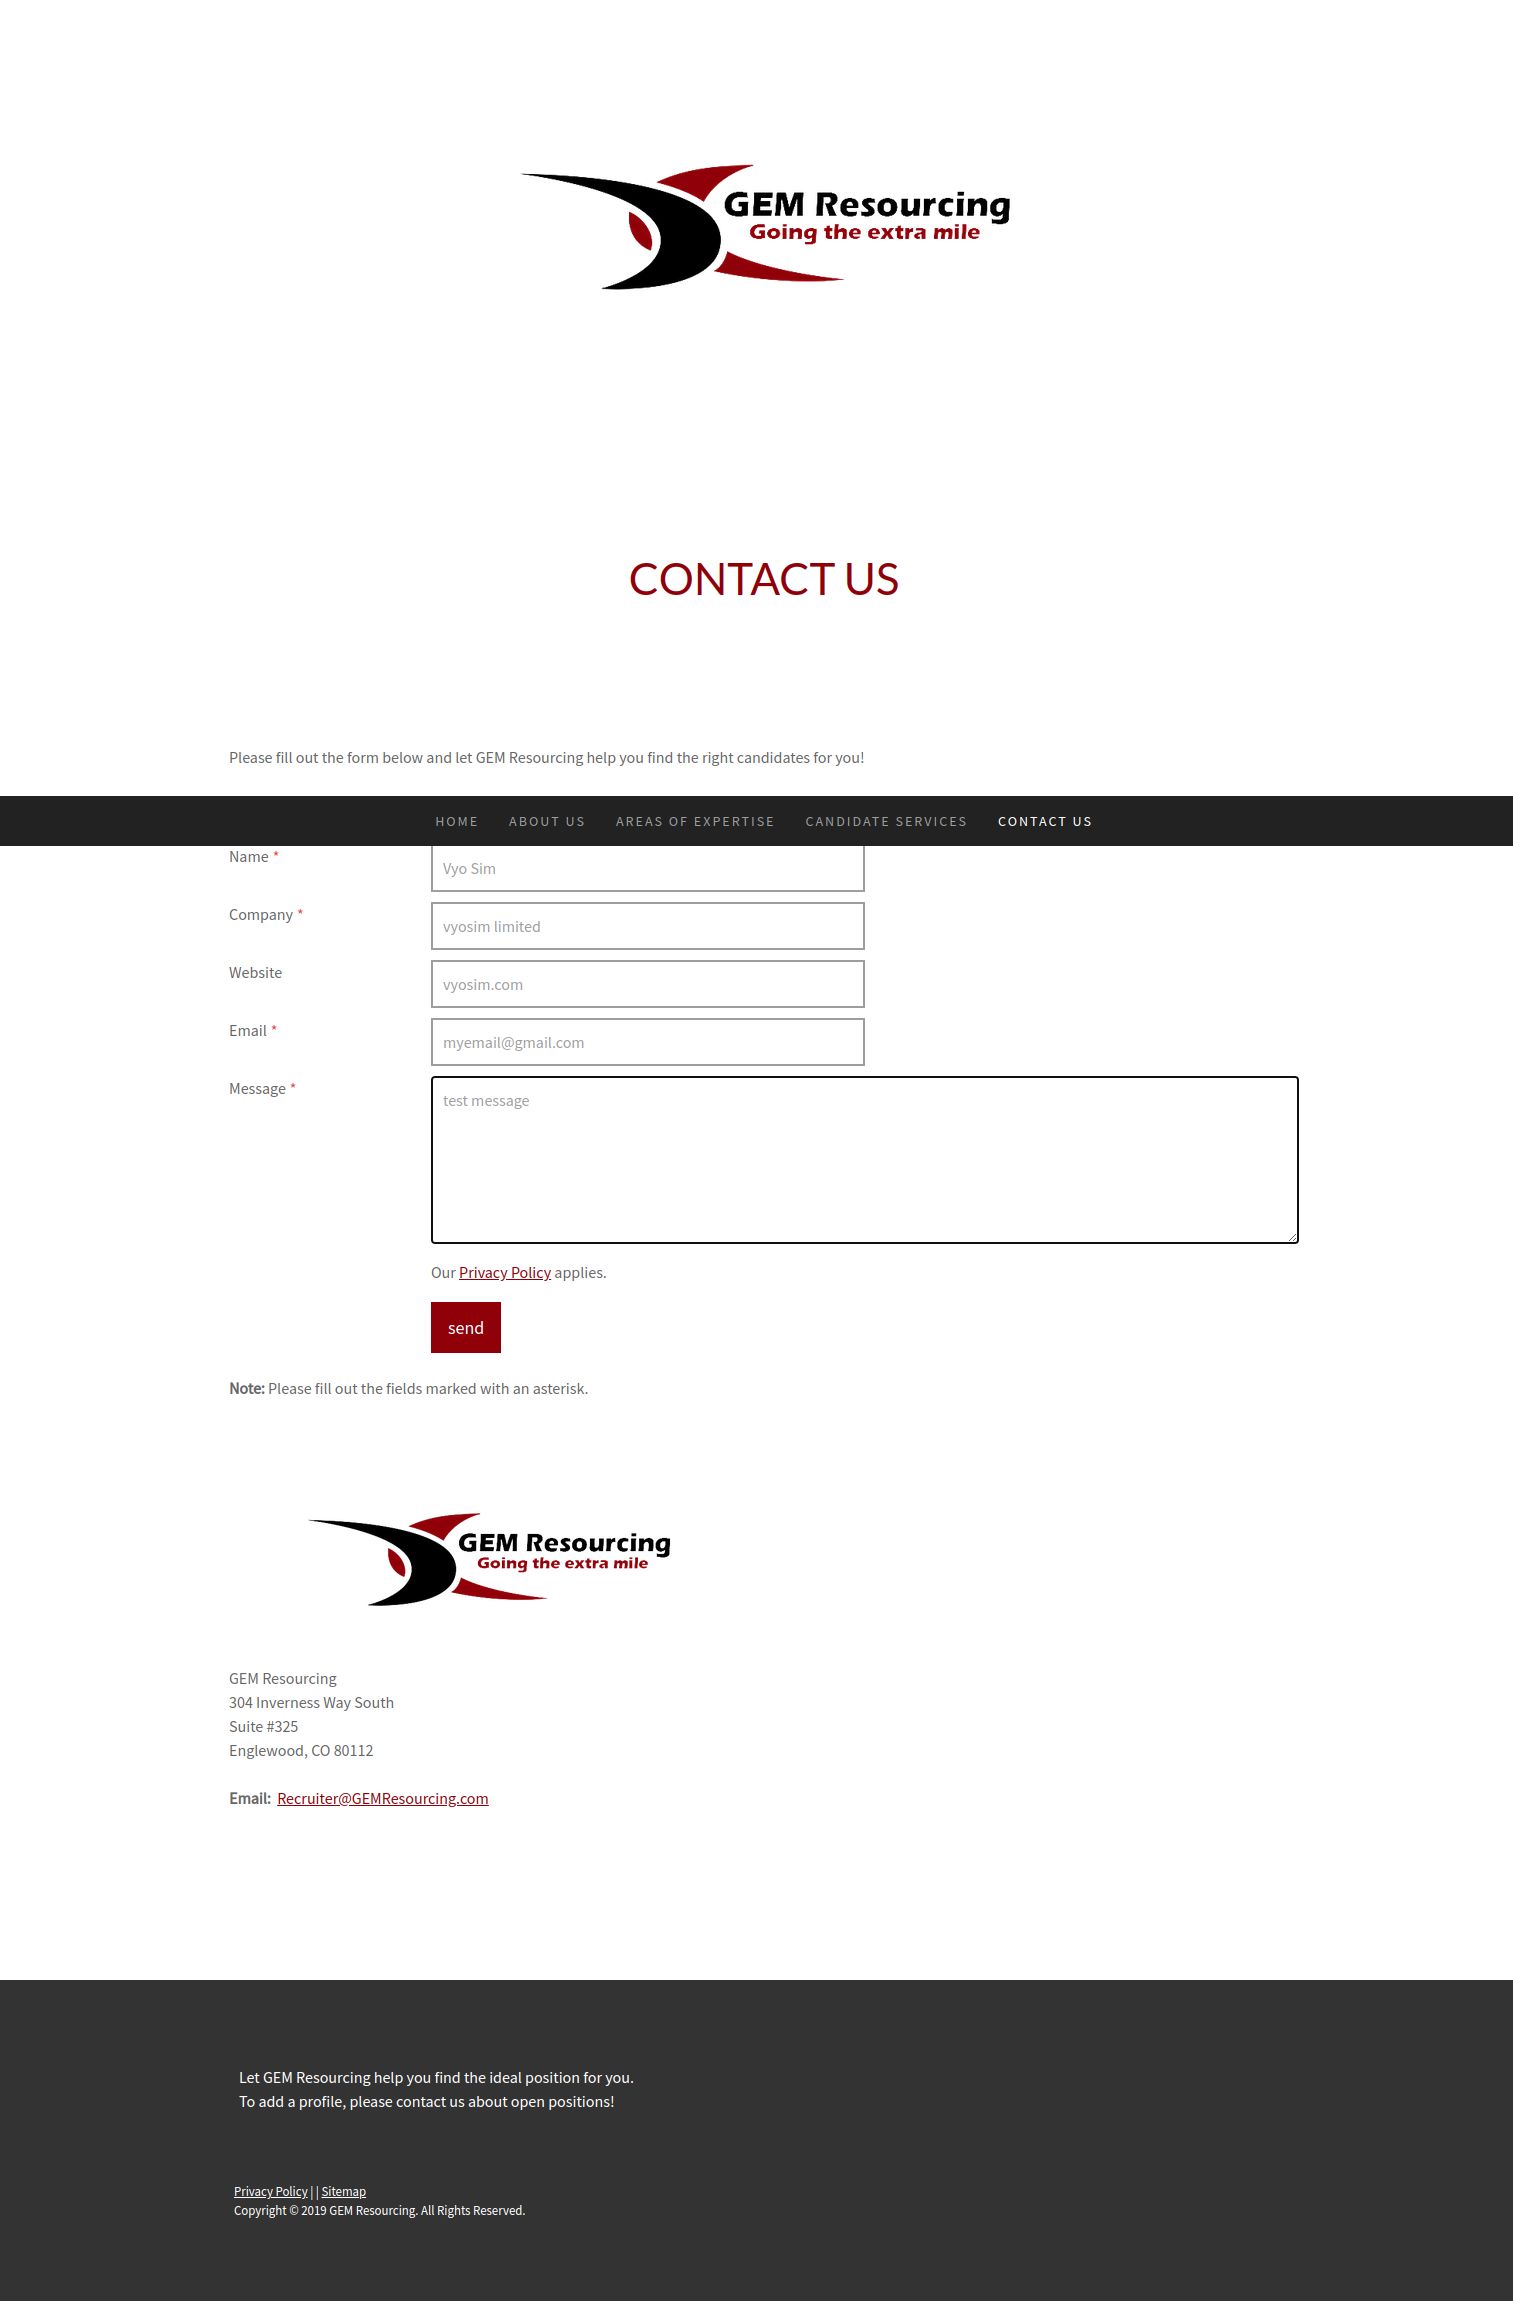 GEM Resourcing
Going the extra mile
CONTACT US
Please fill out the form below and let GEM Resourcing help you find the right candidates for you!
HOME ABOUT US AREAS OF EXPERTISE CANDIDATE SERVICES CONTACT US
Name * Vyo Sim
Company * vyosim limited
Website vyosim.com
Email * myemail@gmail.com
Message * test message
Our Privacy Policy applies.
send
Note: Please fill out the fields marked with an asterisk.
GEM Resourcing
Going the extra mile
GEM Resourcing
304 Inverness Way South
Suite #325
Englewood, CO 80112
Email: Recruiter@GEMResourcing.com
Let GEM Resourcing help you find the ideal position for you.
To add a profile, please contact us about open positions!
Privacy Policy | | Sitemap
Copyright © 2019 GEM Resourcing. All Rights Reserved.